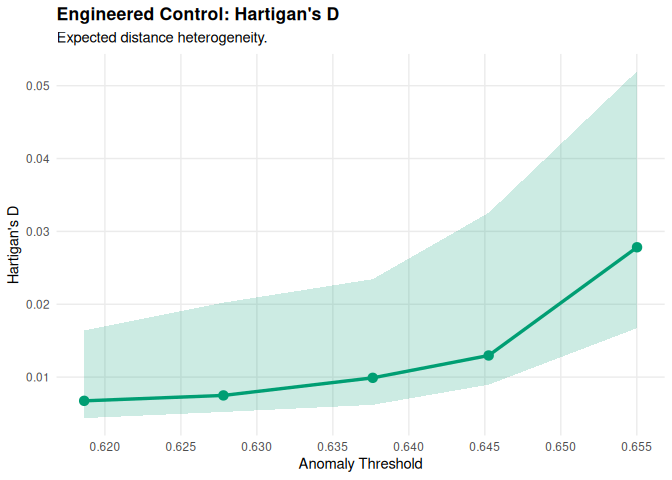 Engineered Control: Hartigan's D
Expected distance heterogeneity.
Hartigan's D
0.05
0.04
0.03
0.02
0.01
0.620 0.625 0.630 0.635 0.640 0.645 0.650 0.655
Anomaly Threshold